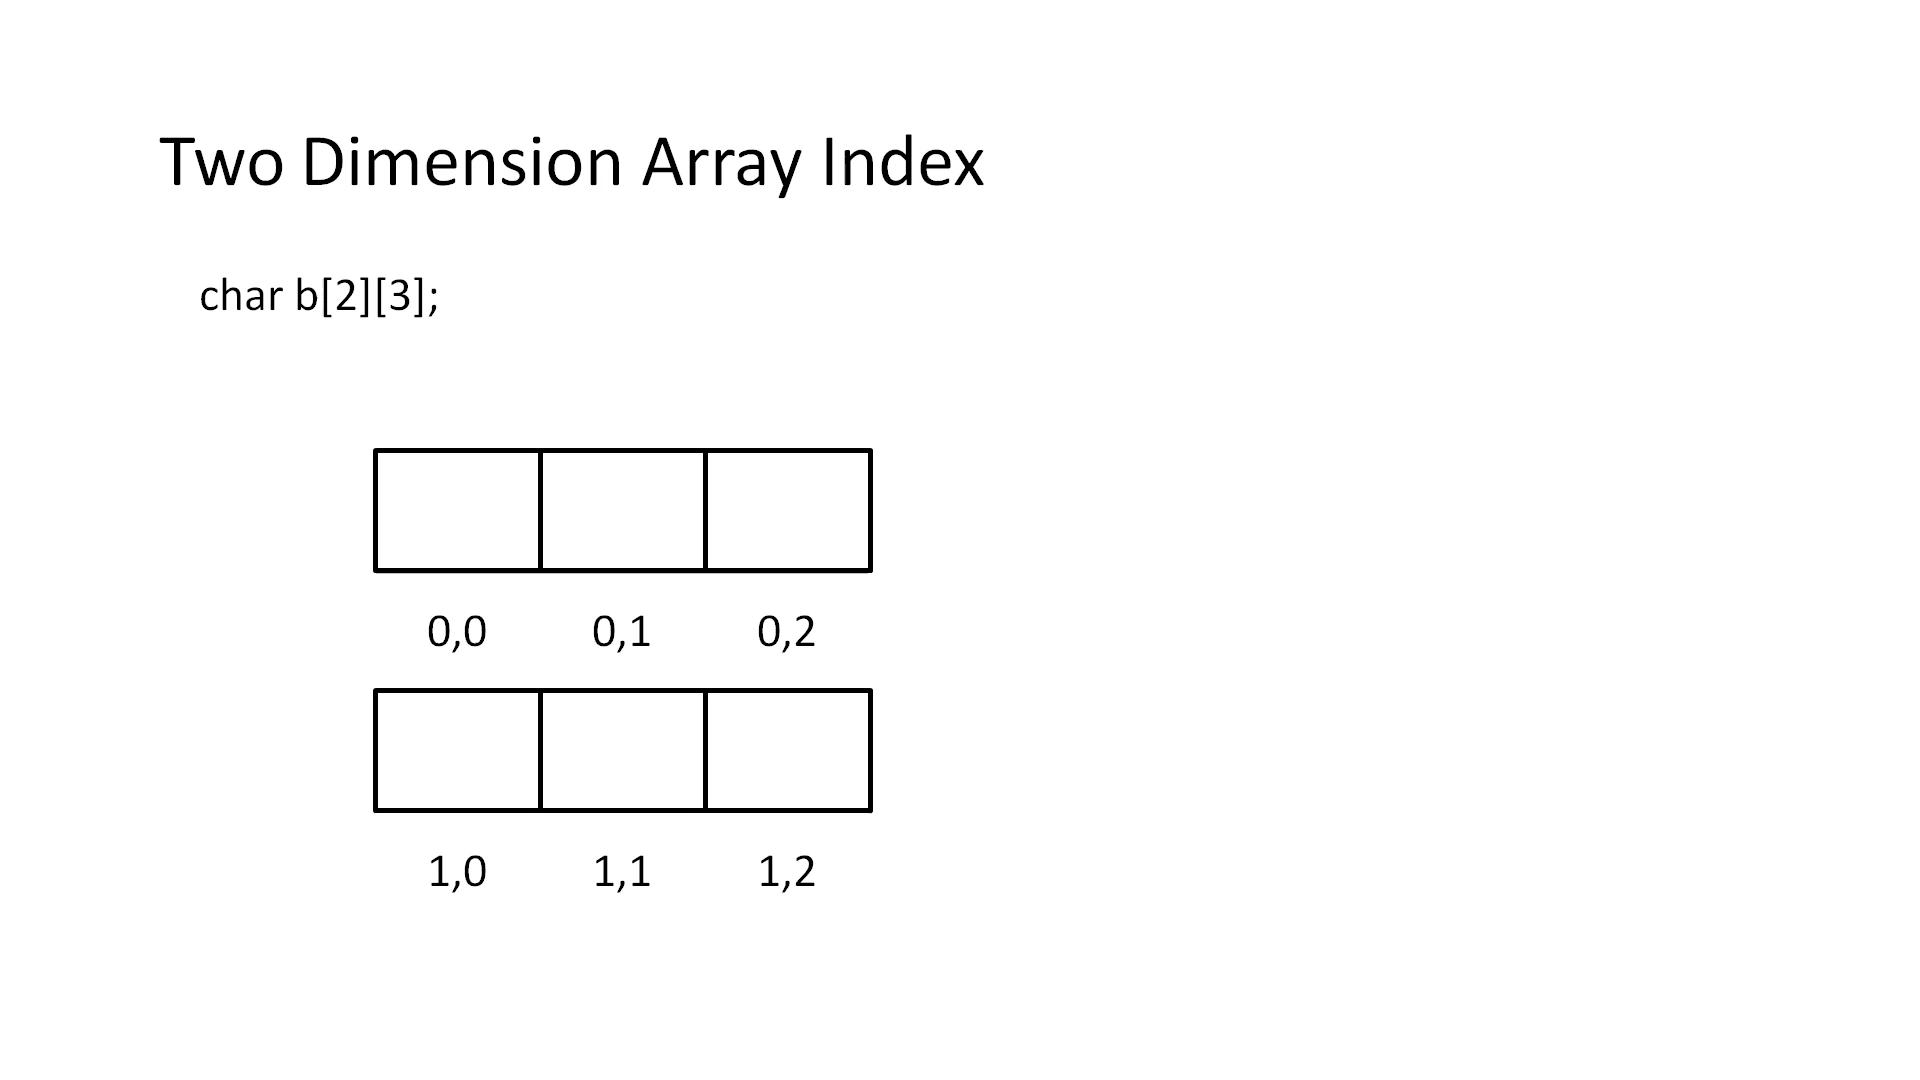 Two Dimension Array Index
char b[2][3];
0,0 0,1 0,2
1,0 1,1 1,2